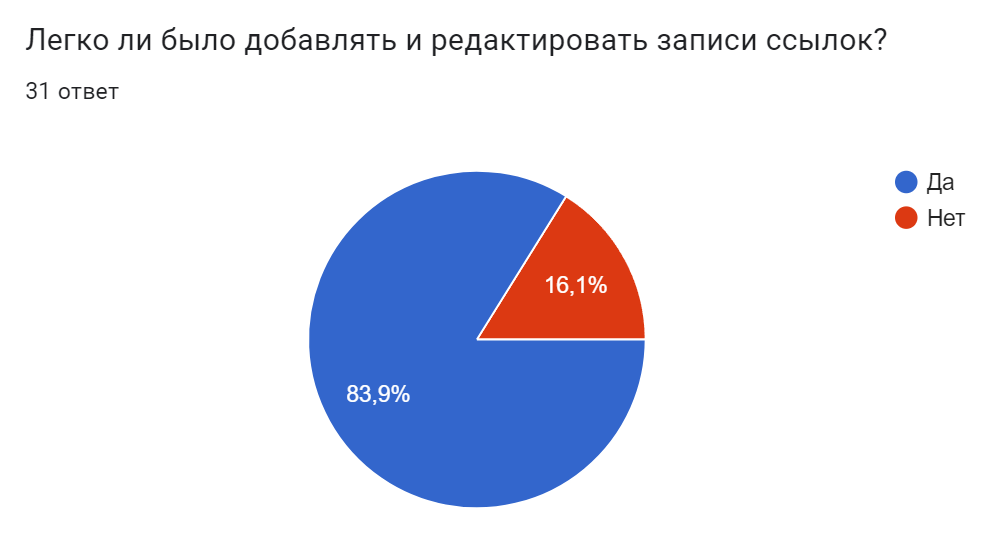 Легко ли было добавлять и редактировать записи ссылок?
31 ответ
Да
Нет
16,1%
83,9%